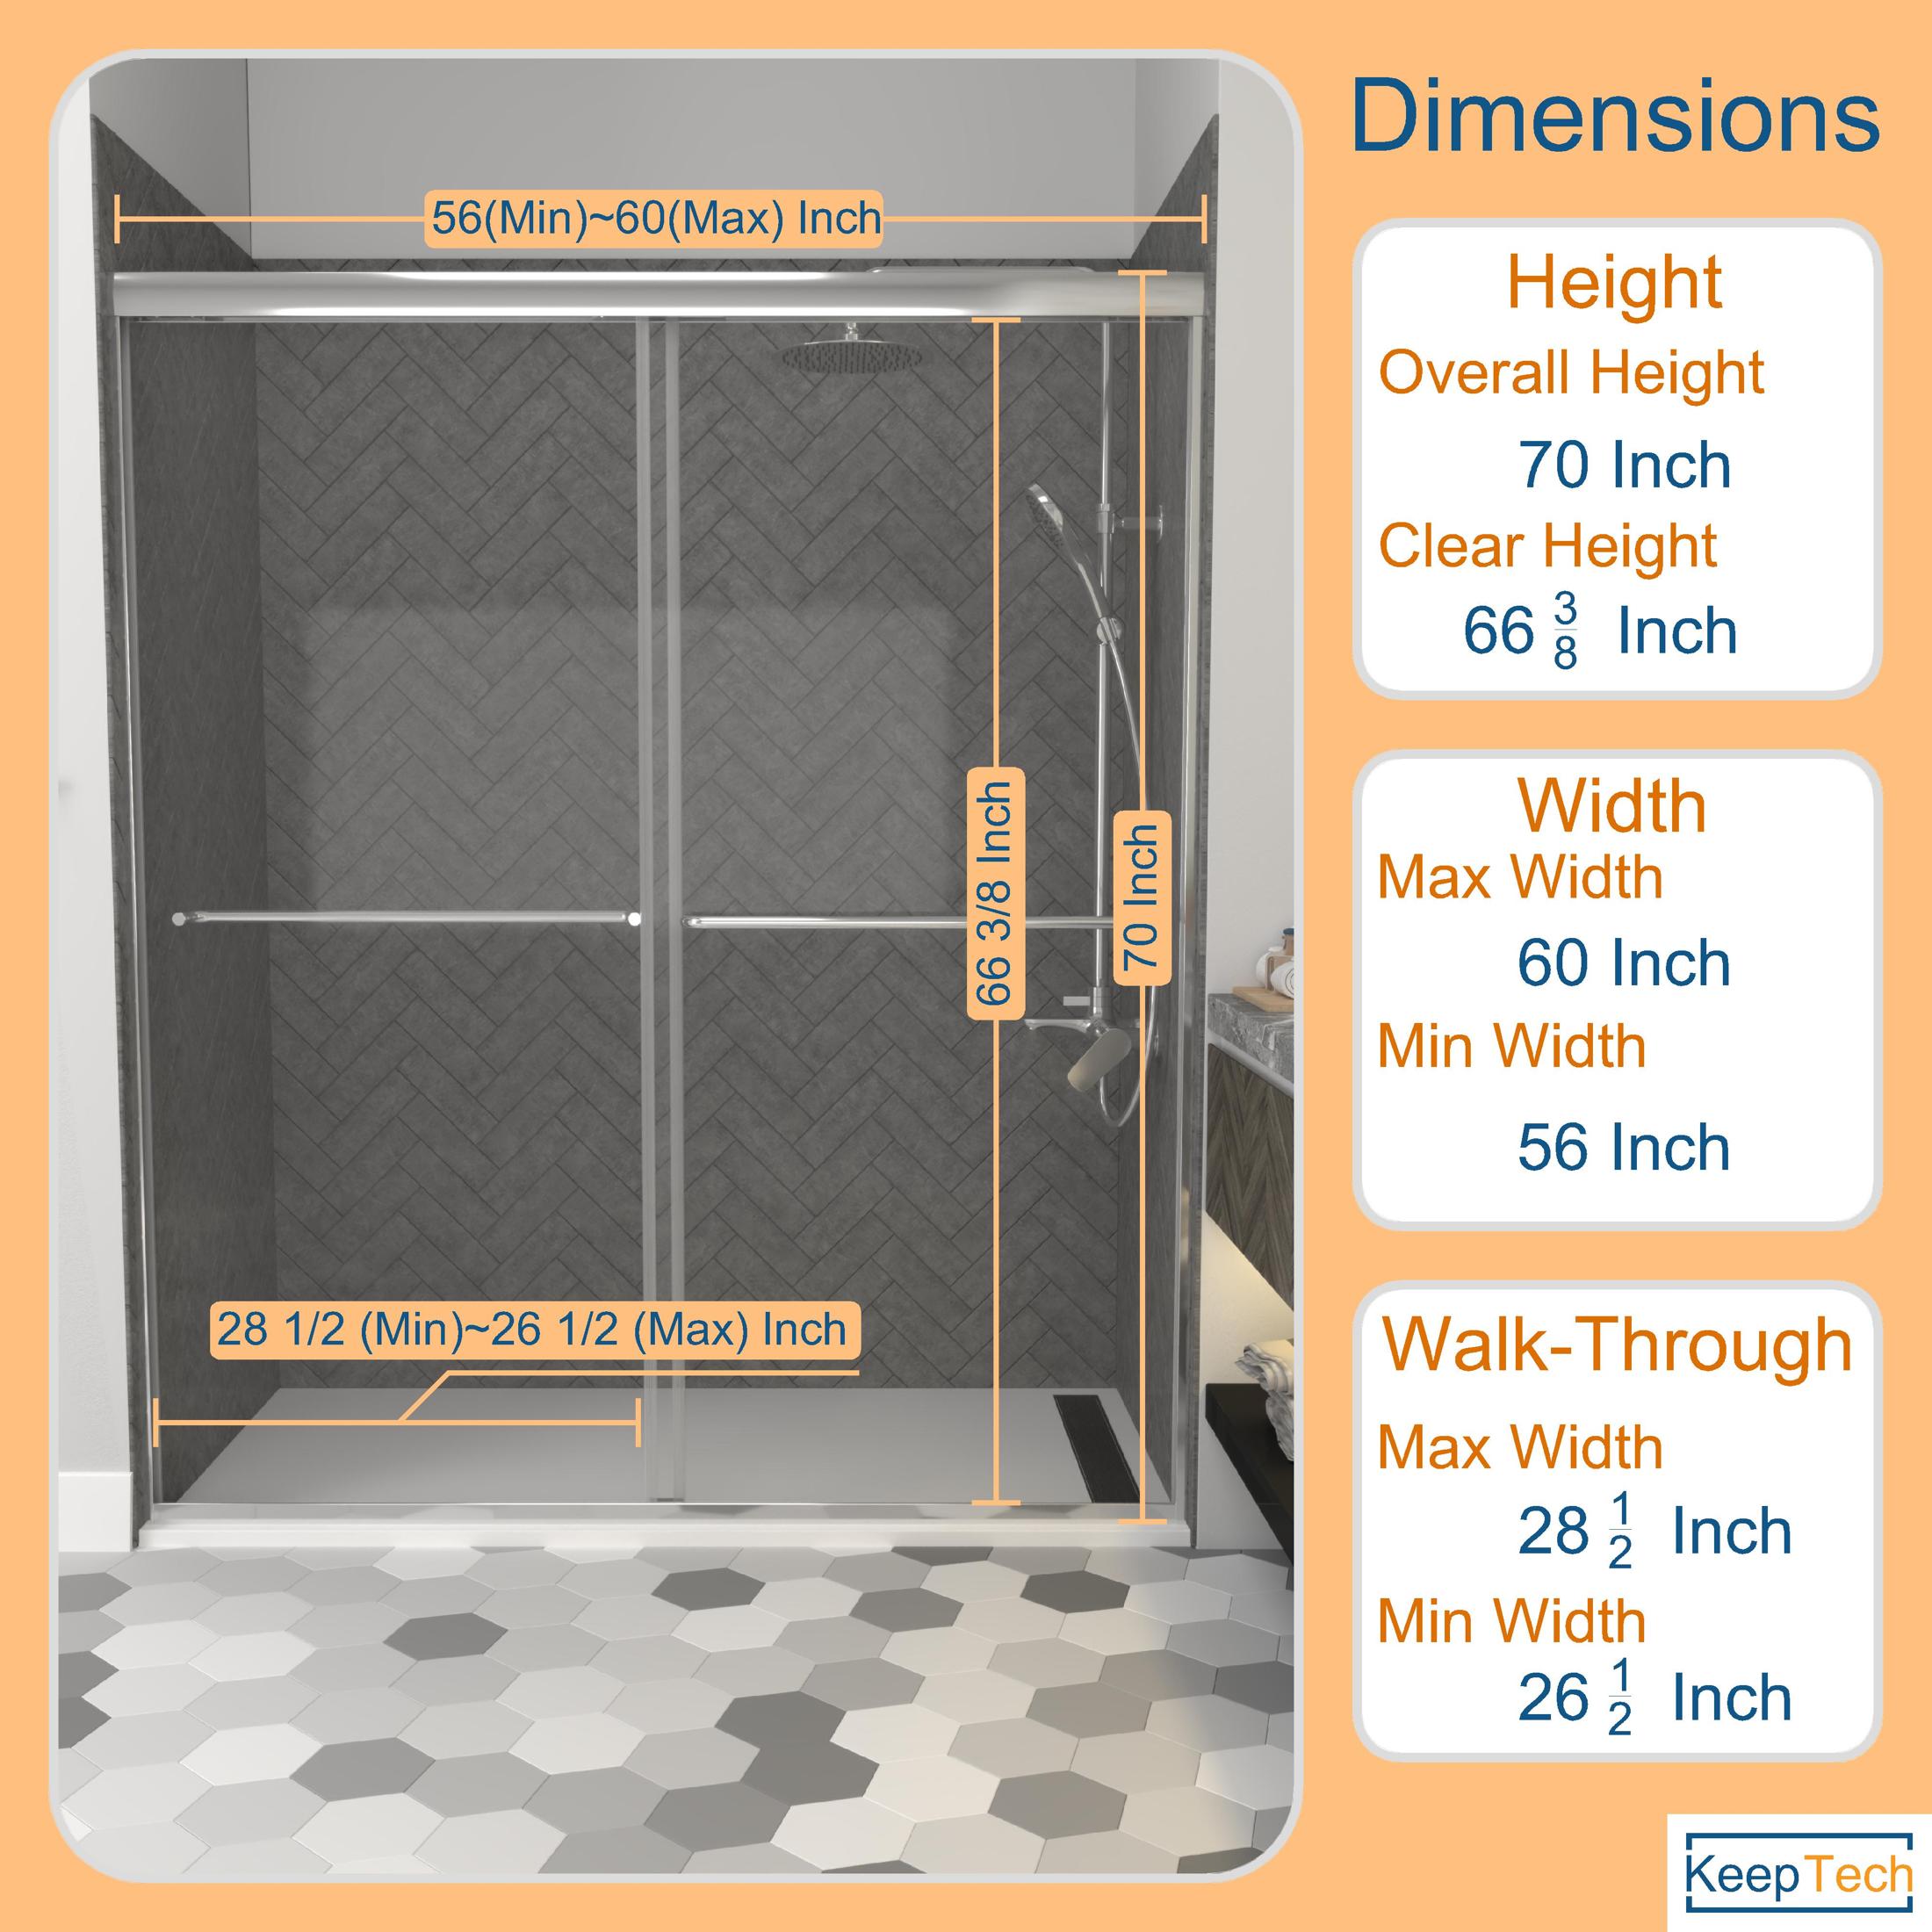 Dimensions
56(Min)~60(Max) Inch
66 3/8 Inch
70 Inch
28 1/2 (Min)~26 1/2 (Max) Inch
Height
Overall Height
70 Inch
Clear Height
66 3/8 Inch
Width
Max Width
60 Inch
Min Width
56 Inch
Walk-Through
Max Width
28 1/2 Inch
Min Width
26 1/2 Inch
KeepTech